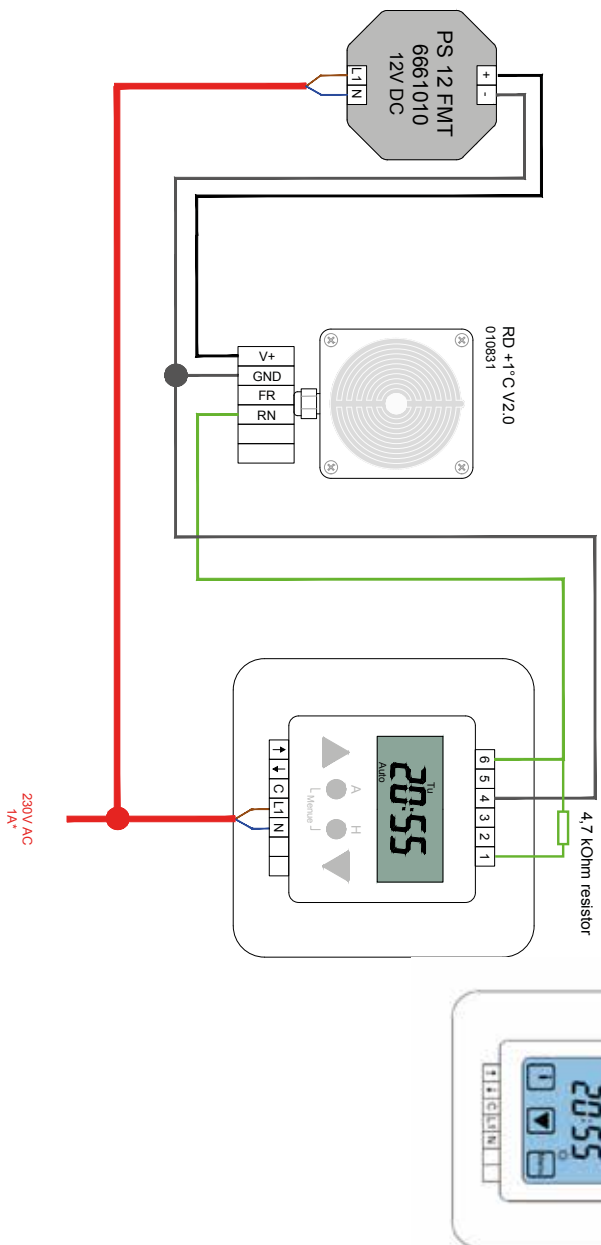 PS 12 FMT
6661010
12V DC
L1 N
+ -
RD +1°C V2.0
010831
V+
GND
FR
RN
4,7 kOhm resistor
6 5 4 3 2 1
Tu
20:55
Auto
A H
L Menue J
↑ ↓ C L1 N
230V AC
1A*
20:55
↑ ↓ C L1 N